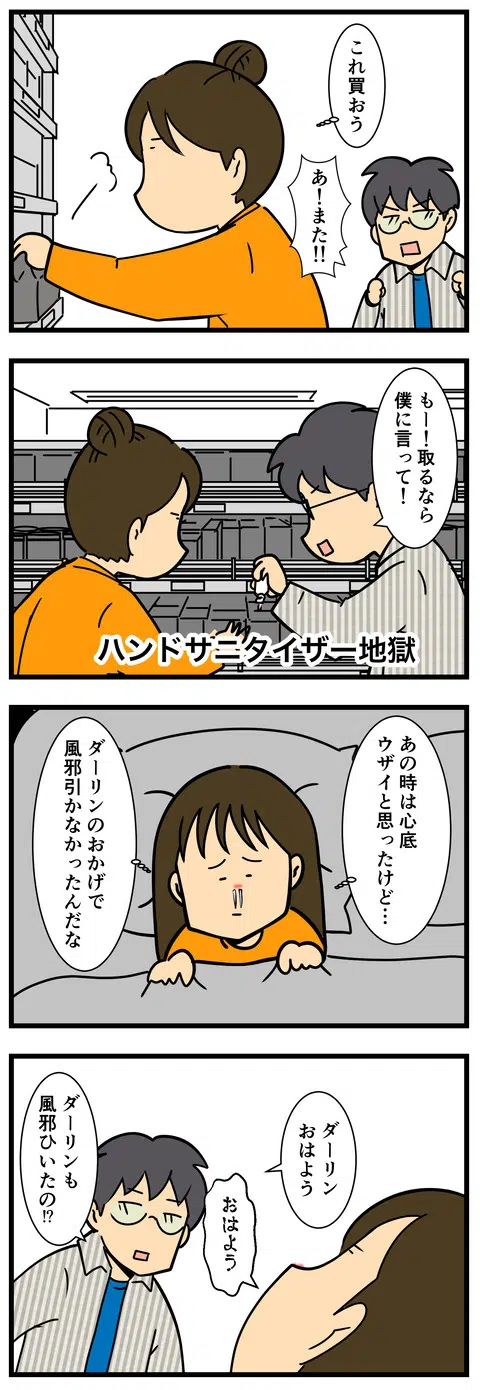 これ買おう
あ!また!!
もー!取るなら
僕に言って!
ハンドサニタイザー地獄
あの時は心底
ウザイと思ったけど…
ダーリンのおかげで
風邪引かなかったんだな
ダーリン
おはよう
おはよう
ダーリンも
風邪ひいたの!?